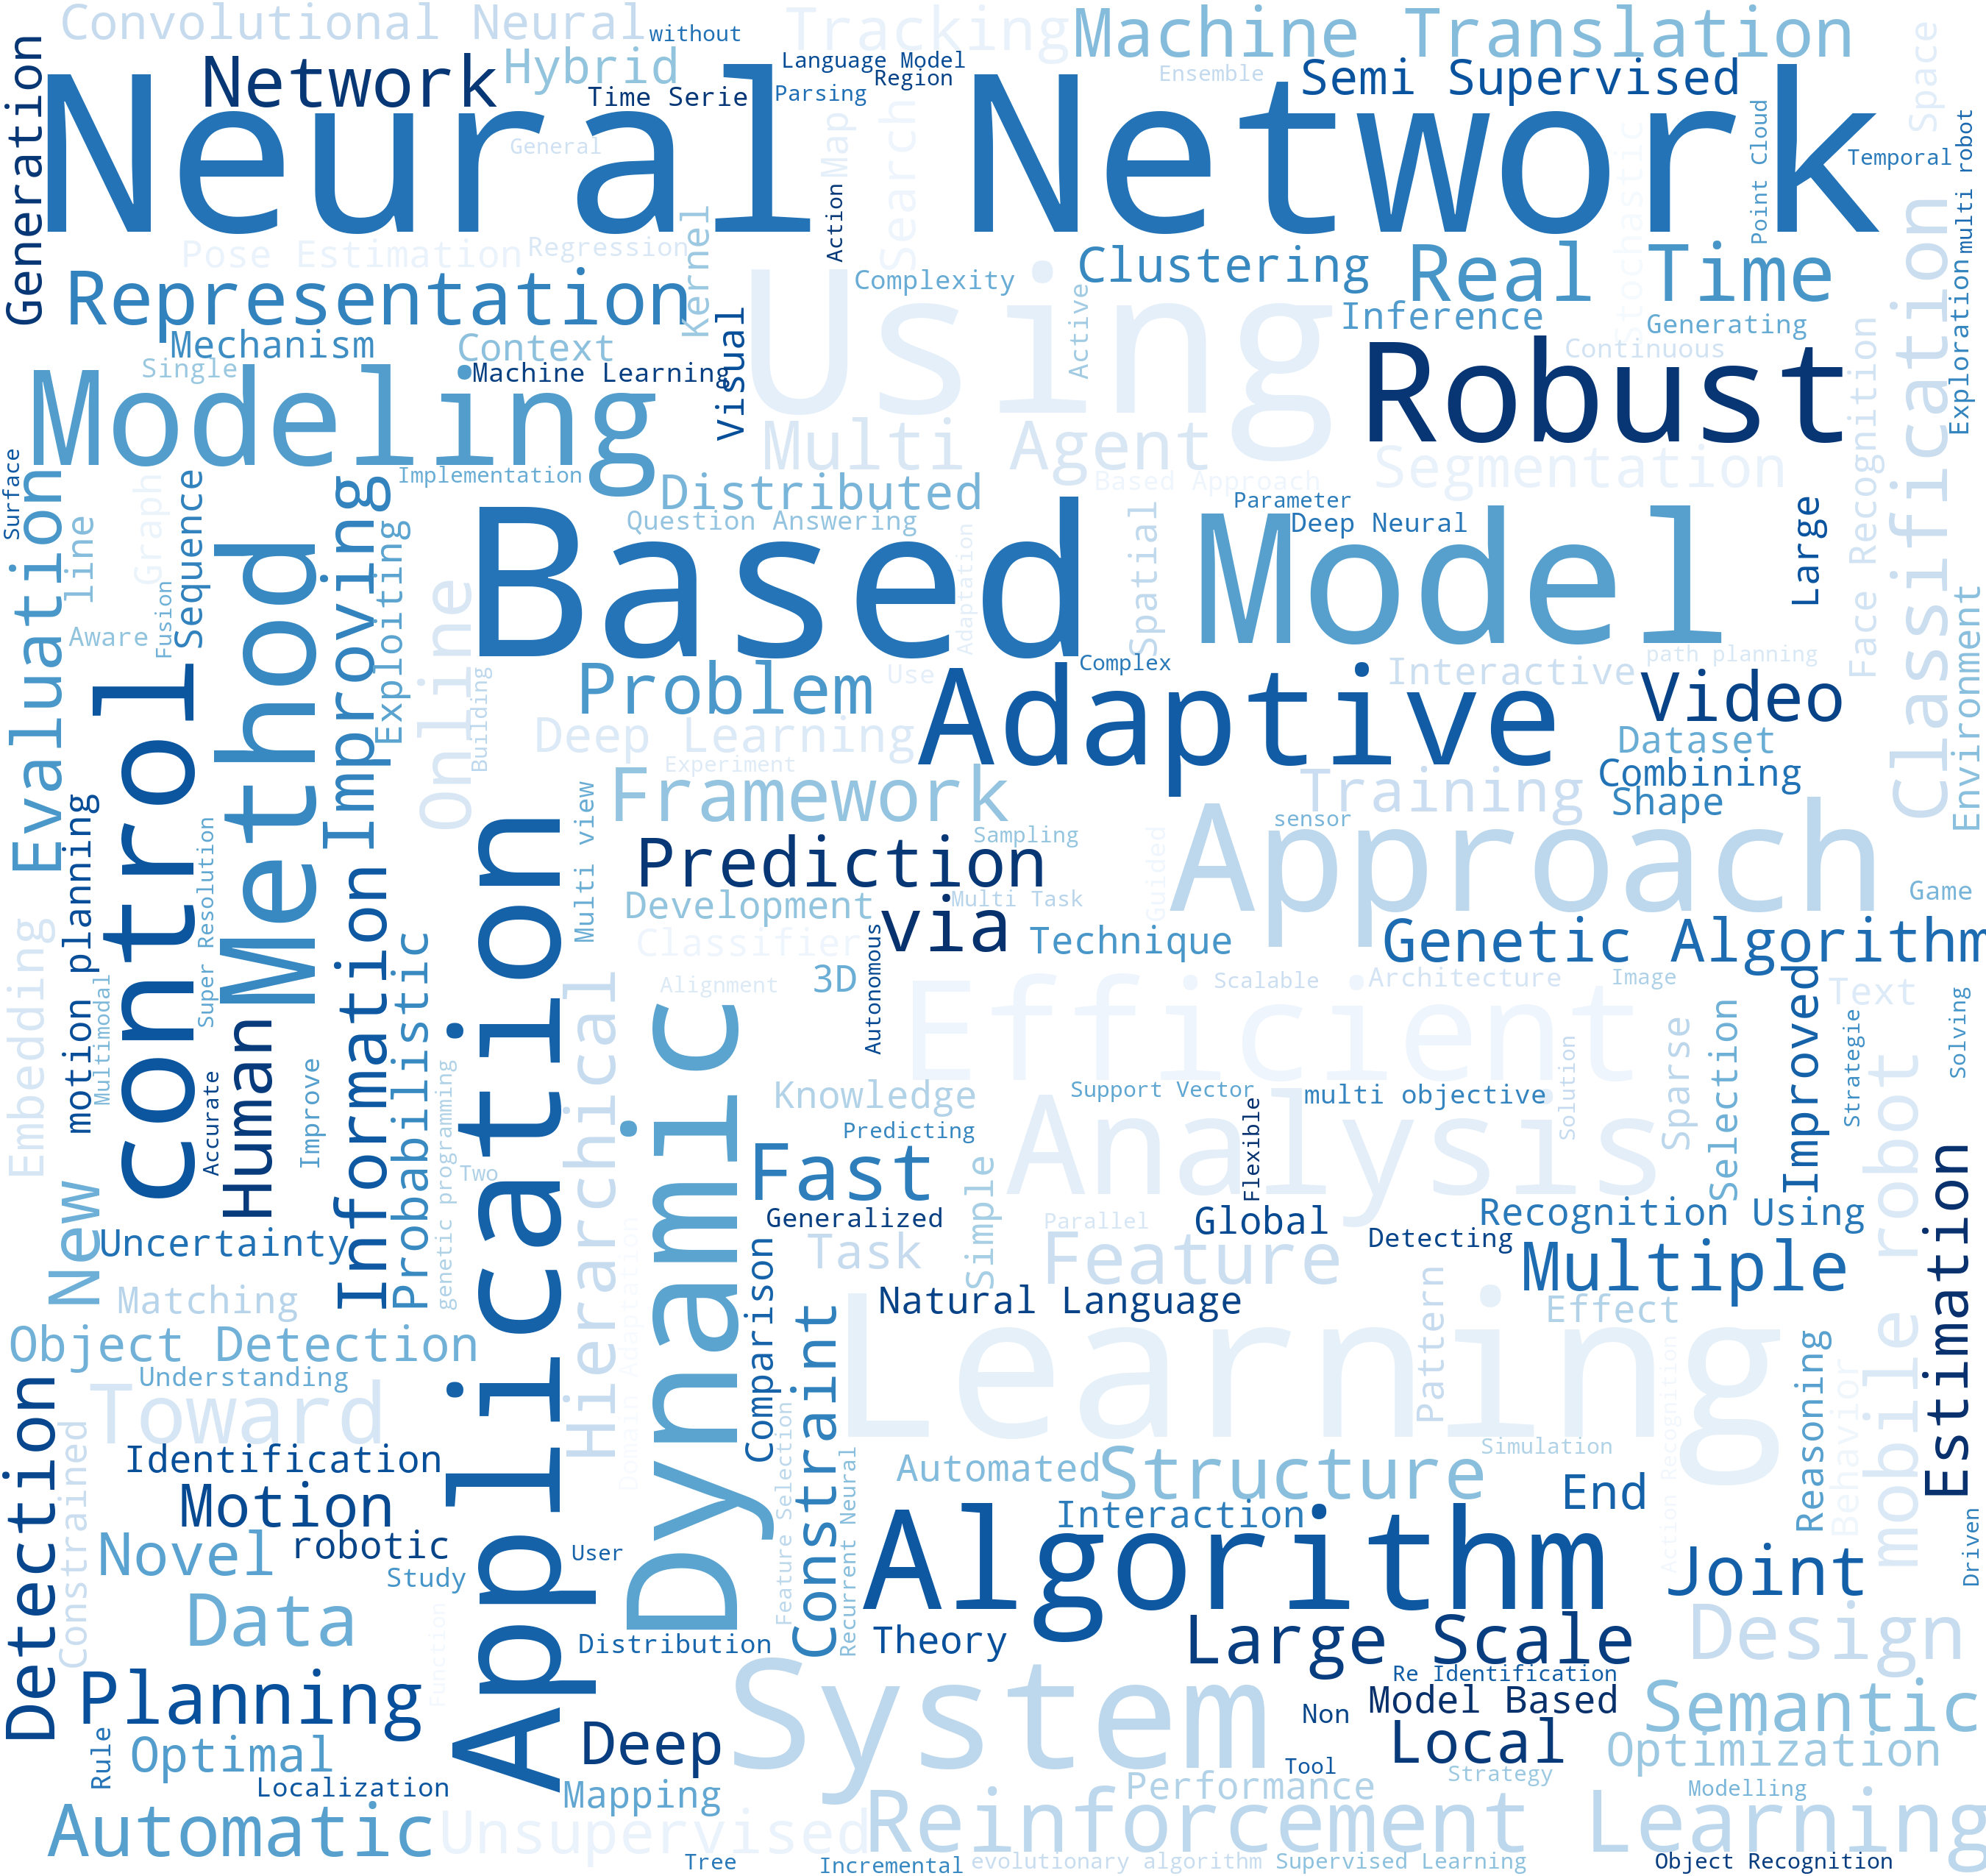 Convolutional Neural
without
Tracking
Machine Translation
Generation
Network
Hybrid
Time Serie
Language Model
Region
Parsing
Ensemble
Semi Supervised
Space
Neural Network
General
Map
Search
Action
Stochastic
Point Cloud
Temporal
multi robot
Pose Estimation
Regression
Kernel
Representation
Using
Complexity
Clustering
Real Time
Mechanism
Context
Single
Machine Learning
Visual
Active
Inference
Generating
Continuous
Exploration
Modeling
Robust
Face Recognition
Classification
Multi Agent
Segmentation
Surface
Evaluation
line
Graph
Sequence
Implementation
Distributed
Based Approach
Parameter
Question Answering
Deep Neural
Large
Method
Improving
Exploiting
Online
Based
Adaptation
Spatial
Model
Aware
Fusion
control
Building
Problem
Use
Complex
Interactive
path planning
Environment
Adaptive
Video
Deep Learning
Experiment
Dataset
Combining
Shape
Framework
Training
sensor
motion planning
Super Resolution
Multi view
Prediction
Sampling
Approach
Development
Multi Task
Guided
Game
via
Classifier
Technique
Genetic Algorithm
Embedding
Multimodal
Information
Probabilistic
Application
Hierarchical
Alignment
3D
Autonomous
Efficient
Scalable
Architecture
Image
Text
Improved
Human
Accurate
Improve
genetic programming
Two
Dynamic
Knowledge
Support Vector
multi objective
Solution
Sparse
Selection
Strategie
Solving
Predicting
Fast
Analysis
Flexible
mobile robot
New
Uncertainty
Generalized
Simple
Parallel
Global
Detecting
Recognition Using
Estimation
Matching
Domain Adaptation
Comparison
Task
Feature
Multiple
Natural Language
Effect
Object Detection
Understanding
Constraint
Learning
Pattern
Reasoning
Toward
Detection
Constrained
Identification
Feature Selection
Recurrent Neural
Automated
Structure
Simulation
Action Recognition
Behavior
Motion
Interaction
End
Driven
Novel
robotic
Study
User
Algorithm
Joint
Data
Function
Distribution
Theory
Large Scale
Design
Planning
System
Re Identification
Model Based
Semantic
Non
Rule
Optimal
Deep
Local
Optimization
Localization
Mapping
Tool
Performance
Strategy
Modelling
Automatic
Unsupervised
Reinforcement Learning
Tree
Incremental
evolutionary algorithm
Supervised Learning
Object Recognition